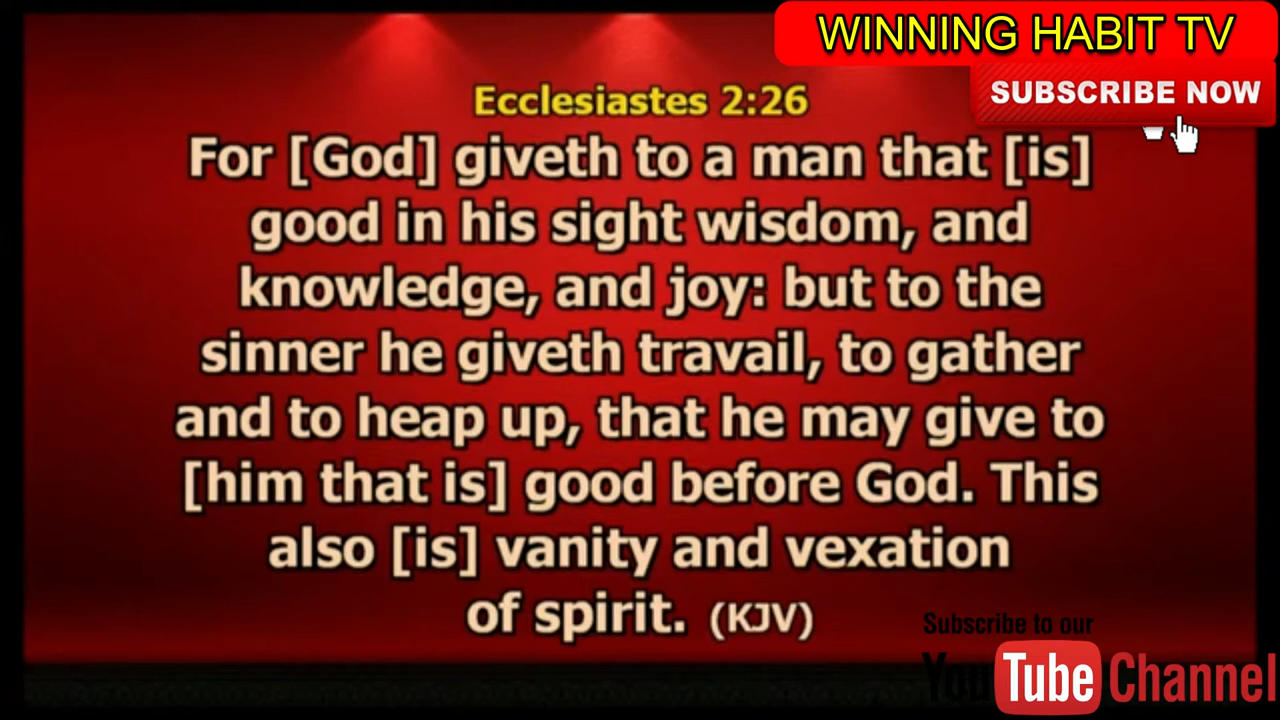 WINNING HABIT TV
SUBSCRIBE NOW
Ecclesiastes 2:26
For [God] giveth to a man that [is]
good in his sight wisdom, and
knowledge, and joy: but to the
sinner he giveth travail, to gather
and to heap up, that he may give to
[him that is] good before God. This
also [is] vanity and vexation
of spirit. (KJV)
Subscribe to our
YouTube Channel